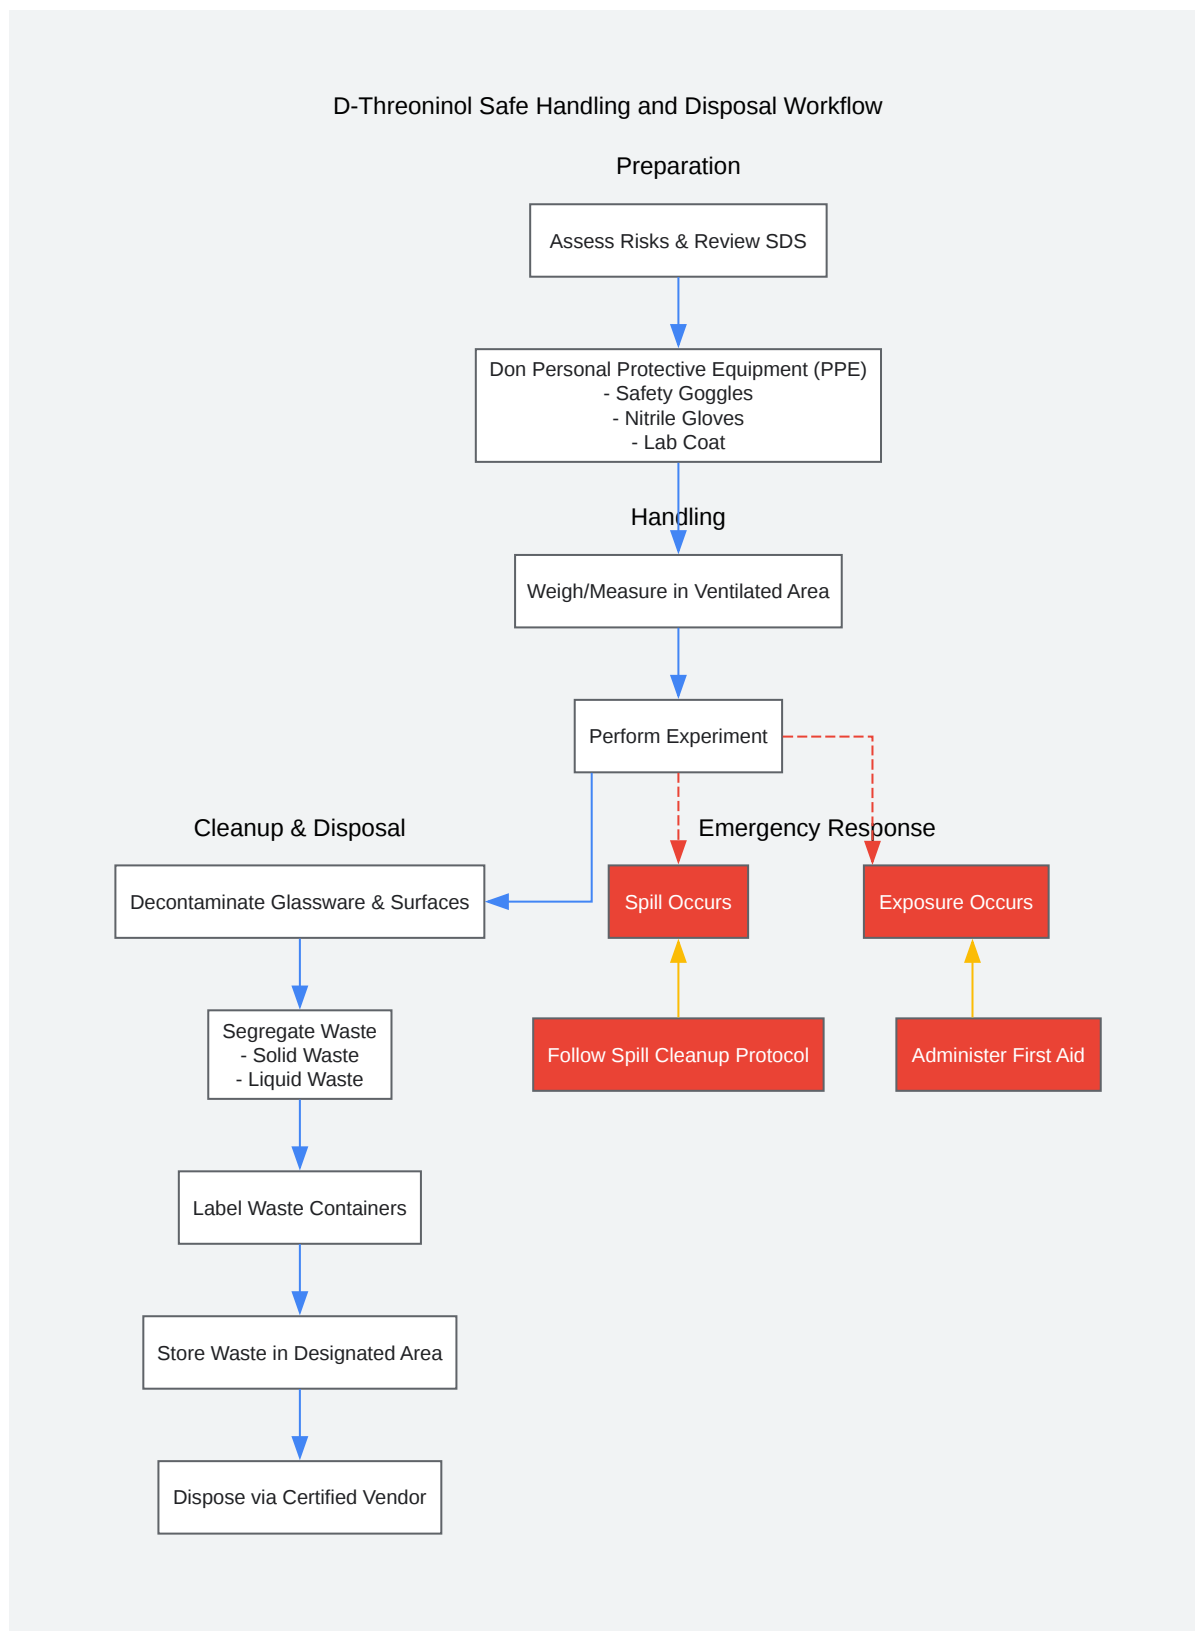 D-Threoninol Safe Handling and Disposal Workflow
Preparation
Assess Risks & Review SDS
Don Personal Protective Equipment (PPE)
- Safety Goggles
- Nitrile Gloves
- Lab Coat
Handling
Weigh/Measure in Ventilated Area
Perform Experiment
Cleanup & Disposal
Decontaminate Glassware & Surfaces
Segregate Waste
- Solid Waste
- Liquid Waste
Label Waste Containers
Store Waste in Designated Area
Dispose via Certified Vendor
Emergency Response
Spill Occurs
Exposure Occurs
Follow Spill Cleanup Protocol
Administer First Aid